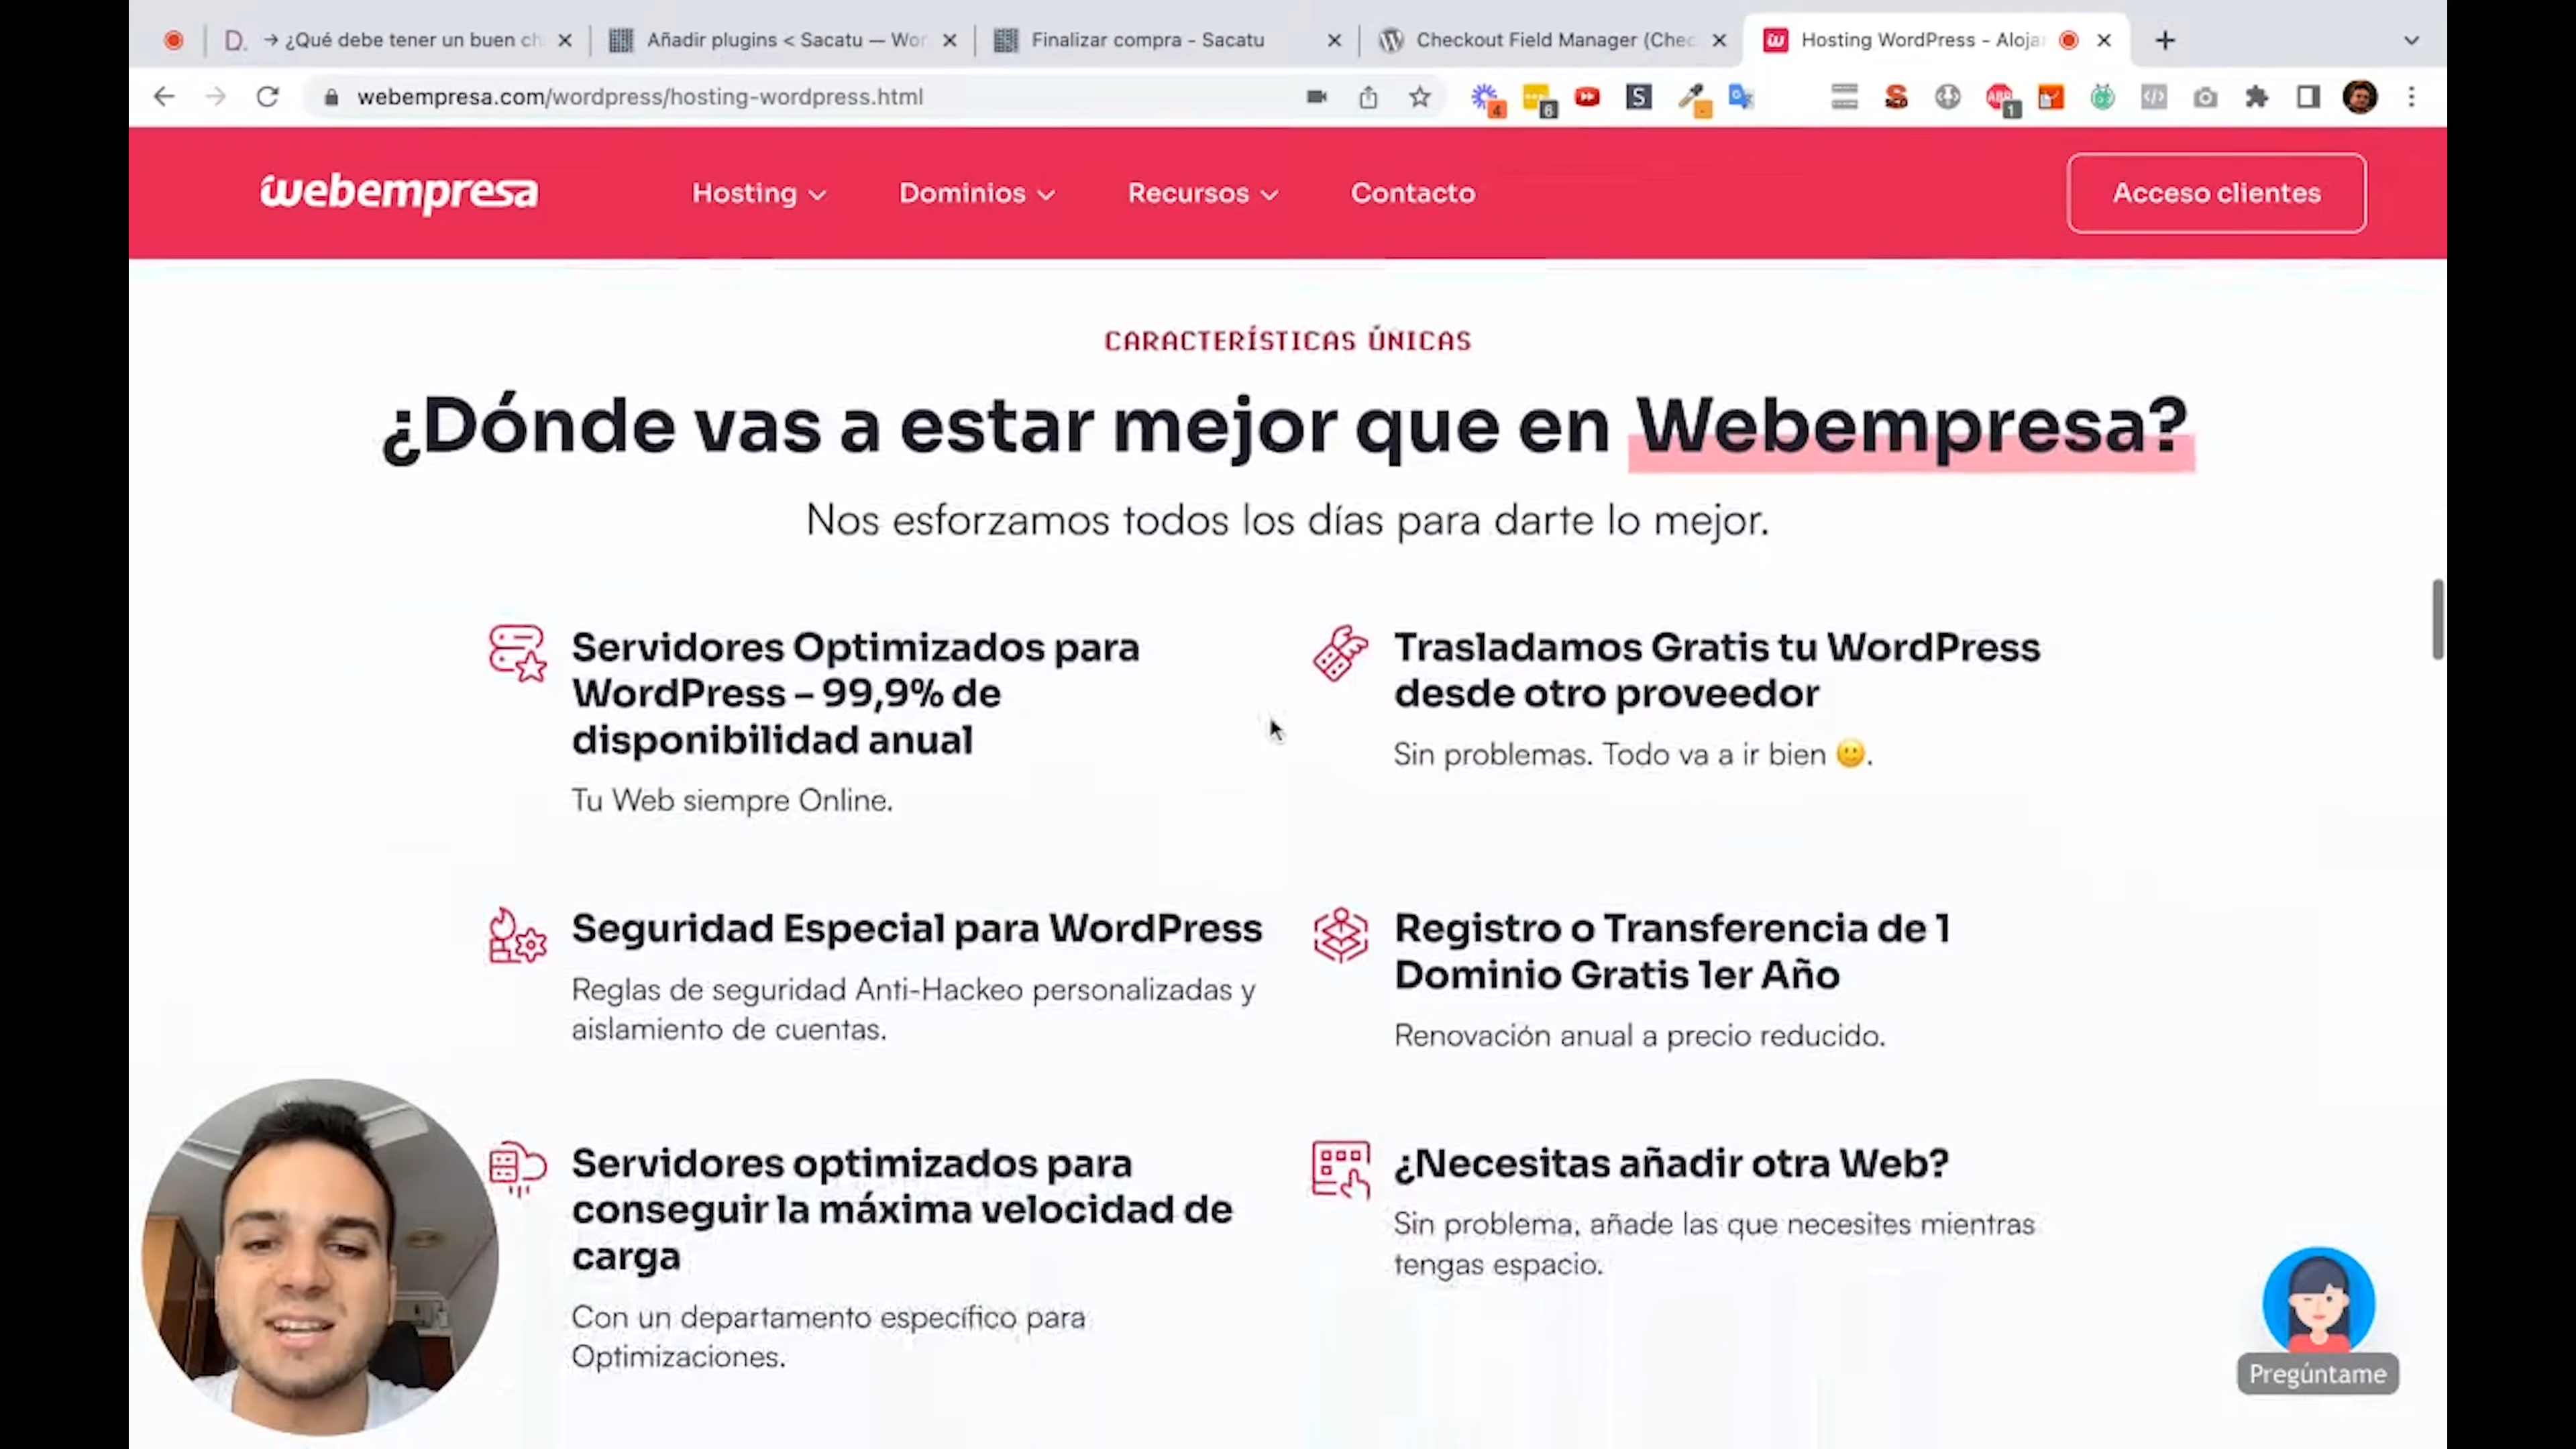 → ¿Qué debe tener un buen ch
Añadir plugins < Sacatu — Wor
Finalizar compra - Sacatu
Checkout Field Manager (Chec
Hosting WordPress - Aloja
webempresa.com/wordpress/hosting-wordpress.html
webempresa
Hosting
Dominios
Recursos
Contacto
Acceso clientes
CARACTERÍSTICAS ÚNICAS
¿Dónde vas a estar mejor que en Webempresa?
Nos esforzamos todos los días para darte lo mejor.
Servidores Optimizados para
WordPress – 99,9% de
disponibilidad anual
Tu Web siempre Online.
Trasladamos Gratis tu WordPress
desde otro proveedor
Sin problemas. Todo va a ir bien 🙂.
Seguridad Especial para WordPress
Reglas de seguridad Anti-Hackeo personalizadas y
aislamiento de cuentas.
Registro o Transferencia de 1
Dominio Gratis 1er Año
Renovación anual a precio reducido.
Servidores optimizados para
conseguir la máxima velocidad de
carga
Con un departamento específico para
Optimizaciones.
¿Necesitas añadir otra Web?
Sin problema, añade las que necesites mientras
tengas espacio.
Pregúntame